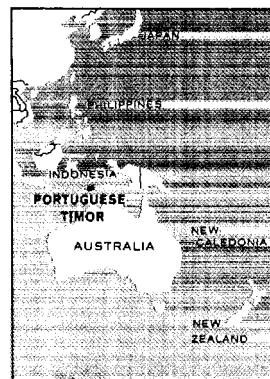 JAPAN
PHILIPPINES
INDONESIA
PORTUGUESE
TIMOR
AUSTRALIA
NEW
CALEDONIA
NEW
ZEALAND